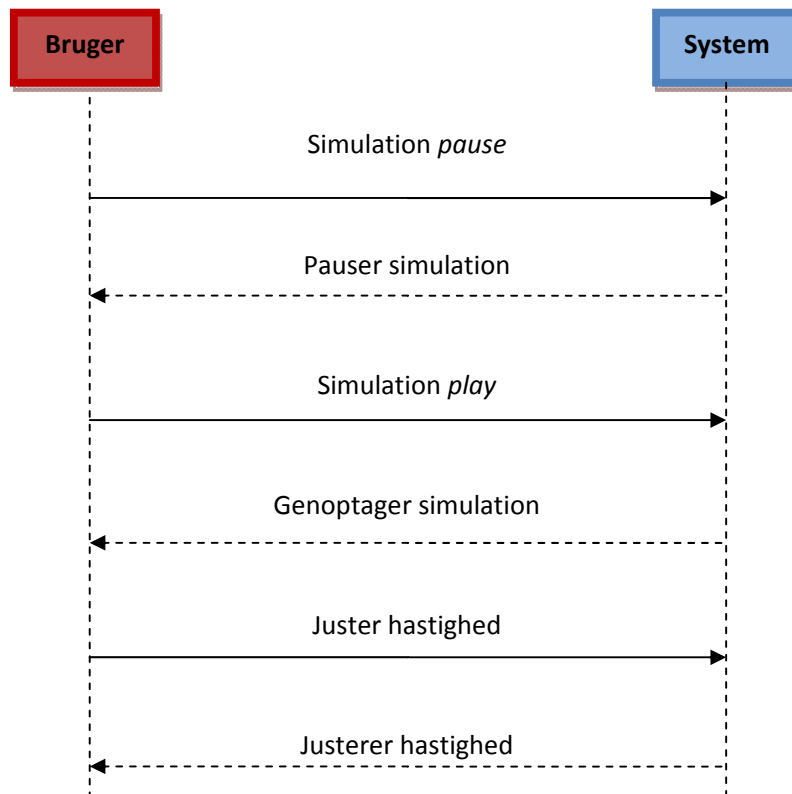 Bruger
System
Simulation pause
Pauser simulation
Simulation play
Genoptager simulation
Juster hastighed
Justerer hastighed